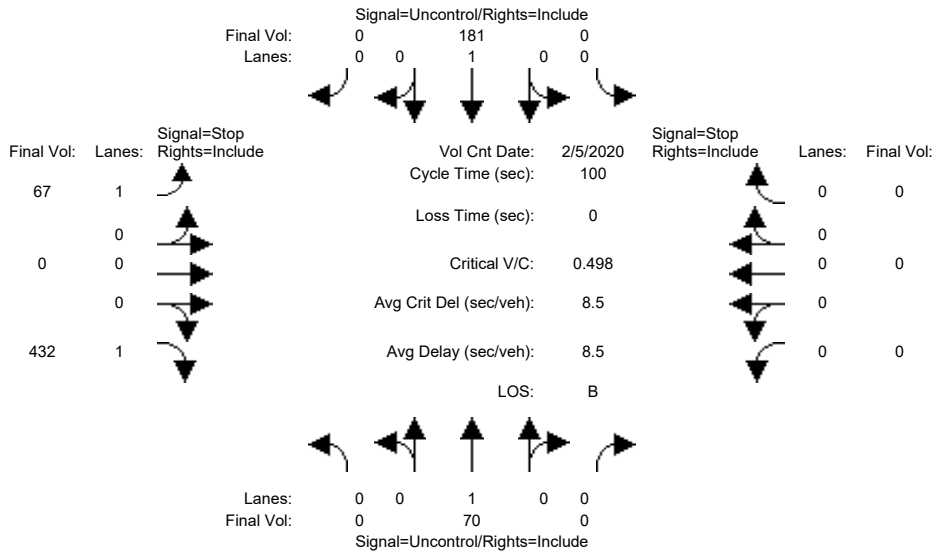 Signal=Uncontrol/Rights=Include
Final Vol: 0 181 0
Lanes: 0 0 1 0 0
Signal=Stop Signal=Stop
Final Vol: Lanes: Rights=Include Vol Cnt Date: 2/5/2020 Rights=Include Lanes: Final Vol:
Cycle Time (sec): 100
67 1 0 0
Loss Time (sec): 0
0 0
0 0 Critical V/C: 0.498 0 0
0 Avg Crit Del (sec/veh): 8.5 0
432 1 Avg Delay (sec/veh): 8.5 0 0
LOS: B
Lanes: 0 0 1 0 0
Final Vol: 0 70 0
Signal=Uncontrol/Rights=Include